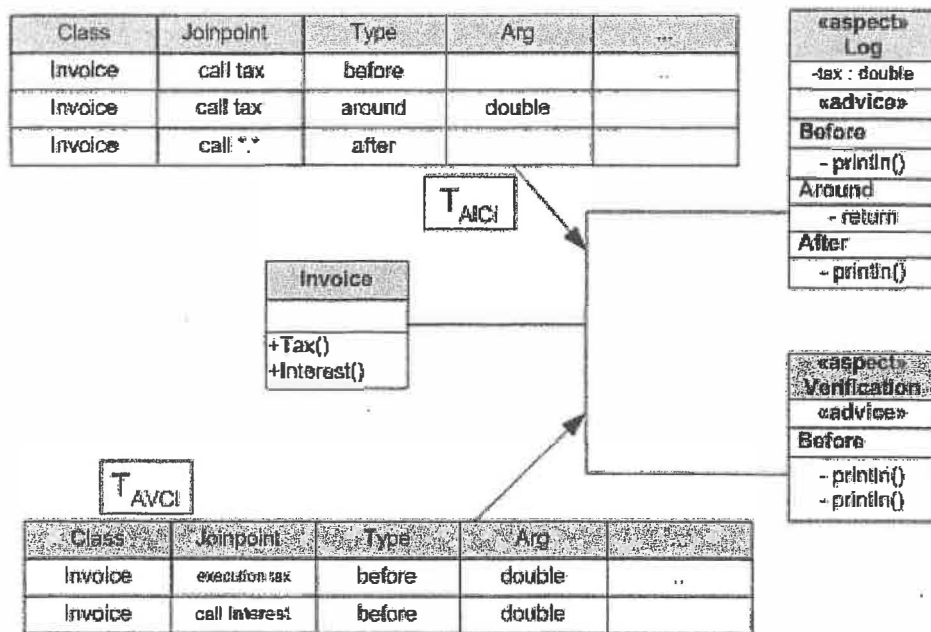 Class Joinpoint Type Arg ...
Invoice call tax before ..
Invoice call tax around double
Invoice call *.* after
T AICI
«aspect»
Log
-tax : double
«advice»
Before
- println()
Around
- return
After
- println()
Invoice
+Tax()
+Interest()
«aspect»
Verification
«advice»
Before
- println()
- println()
T AVCI
Class Joinpoint Type Arg
Invoice execution tax before double ..
Invoice call Interest before double